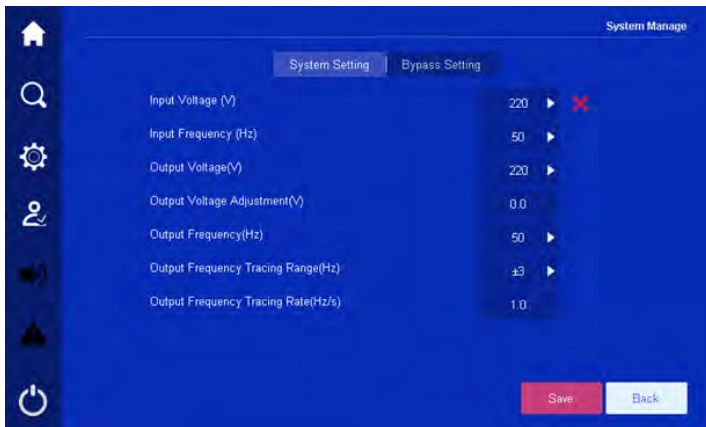 System Manage
System Setting Bypass Setting
Input Voltage (V) 220
Input Frequency (Hz) 50
Output Voltage(V) 220
Output Voltage Adjustment(V) 0.0
Output Frequency(Hz) 50
Output Frequency Tracing Range(Hz) ±3
Output Frequency Tracing Rate(Hz/s) 1.0
Save Back